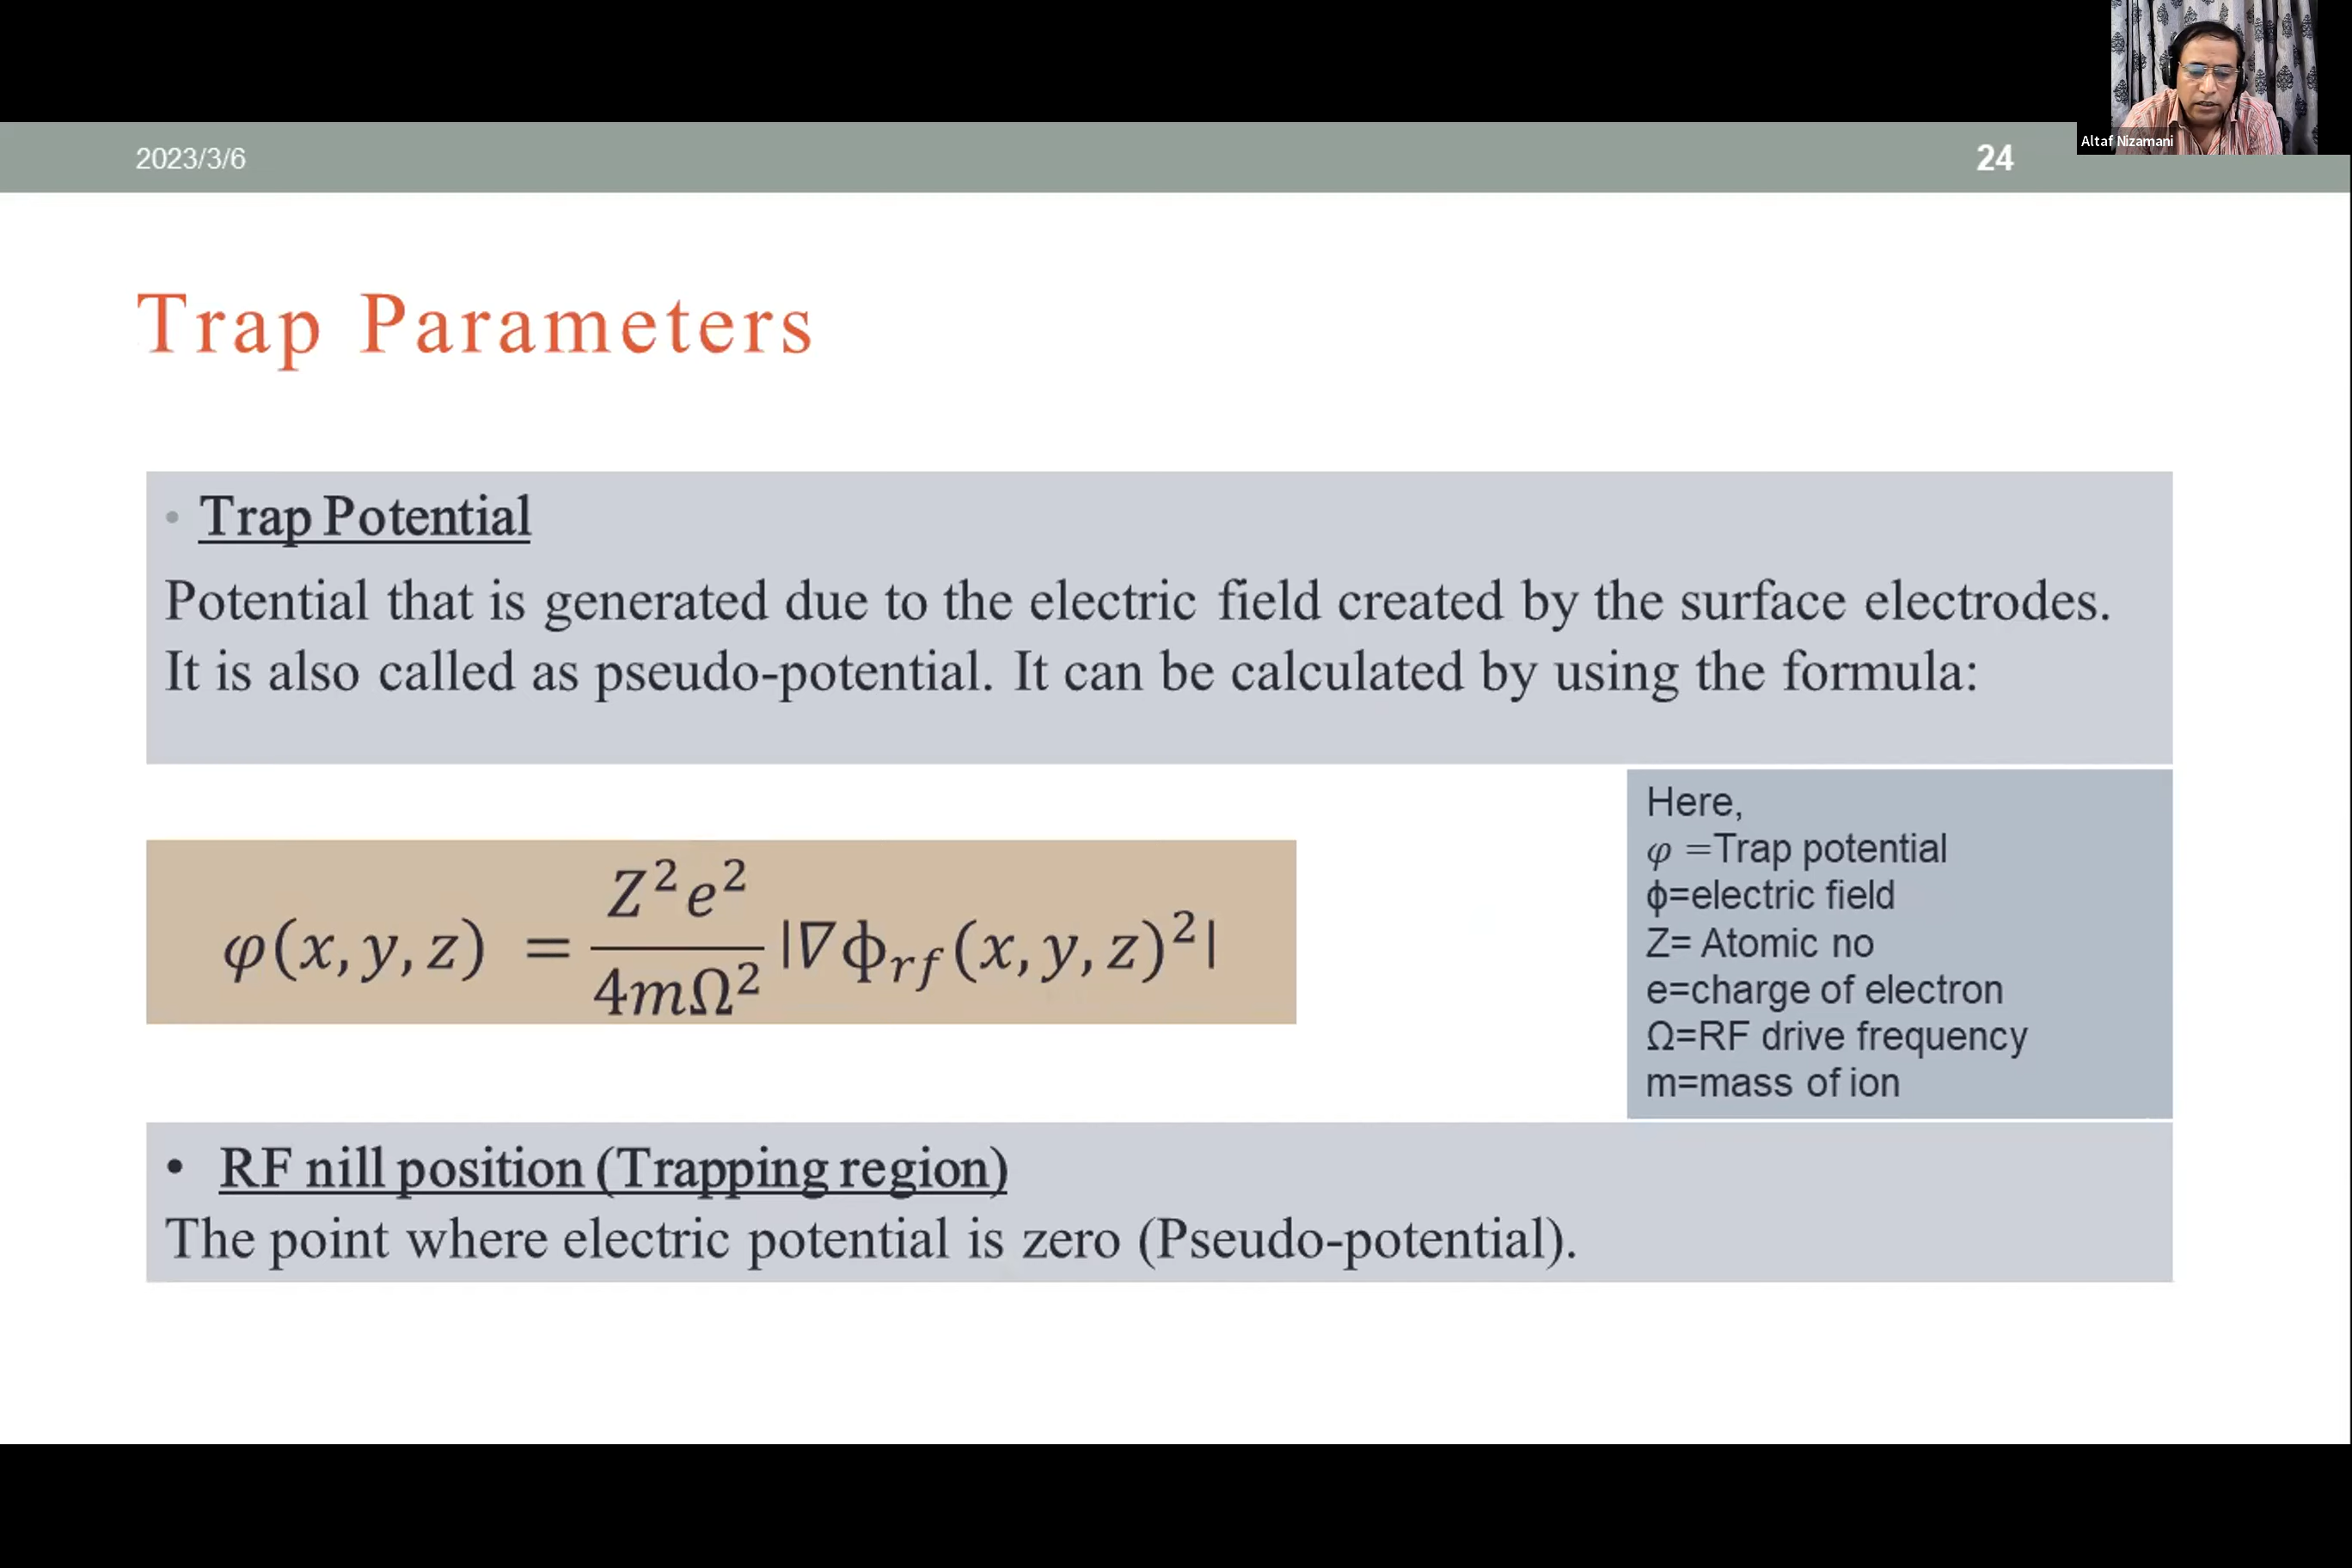 2023/3/6
24
Altaf Nizamani
Trap Parameters
• Trap Potential
Potential that is generated due to the electric field created by the surface electrodes.
It is also called as pseudo-potential. It can be calculated by using the formula:
φ(x, y, z) = Z²e² / 4mΩ² |∇ϕrf(x, y, z)²|
Here,
φ =Trap potential
ϕ=electric field
Z= Atomic no
e=charge of electron
Ω=RF drive frequency
m=mass of ion
• RF nill position (Trapping region)
The point where electric potential is zero (Pseudo-potential).